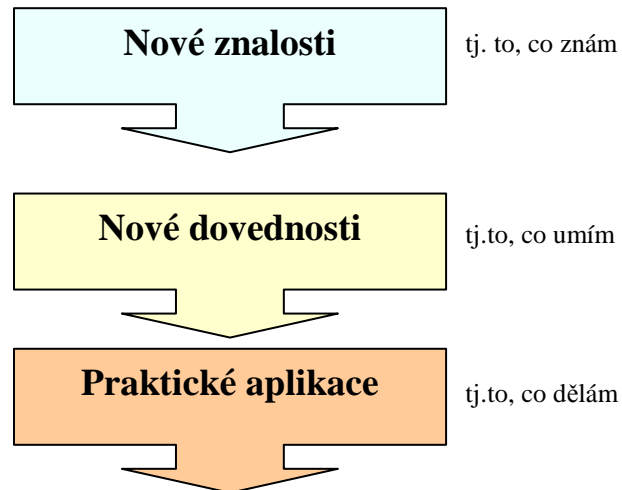 Nové znalosti
tj. to, co znám
Nové dovednosti
tj.to, co umím
Praktické aplikace
tj.to, co dělám